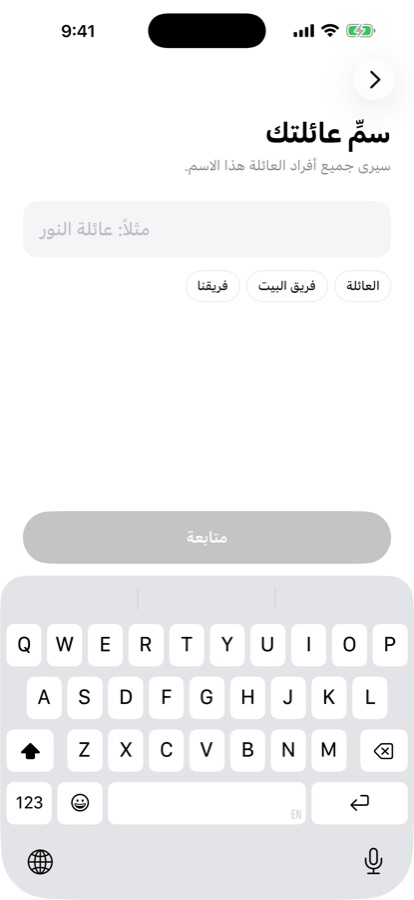 9:41
سمِّ عائلتك
سيرى جميع أفراد العائلة هذا الاسم.
مثلاً: عائلة النور
العائلة فريق البيت فريقنا
متابعة
Q W E R T Y U I O P
A S D F G H J K L
Z X C V B N M
123 EN